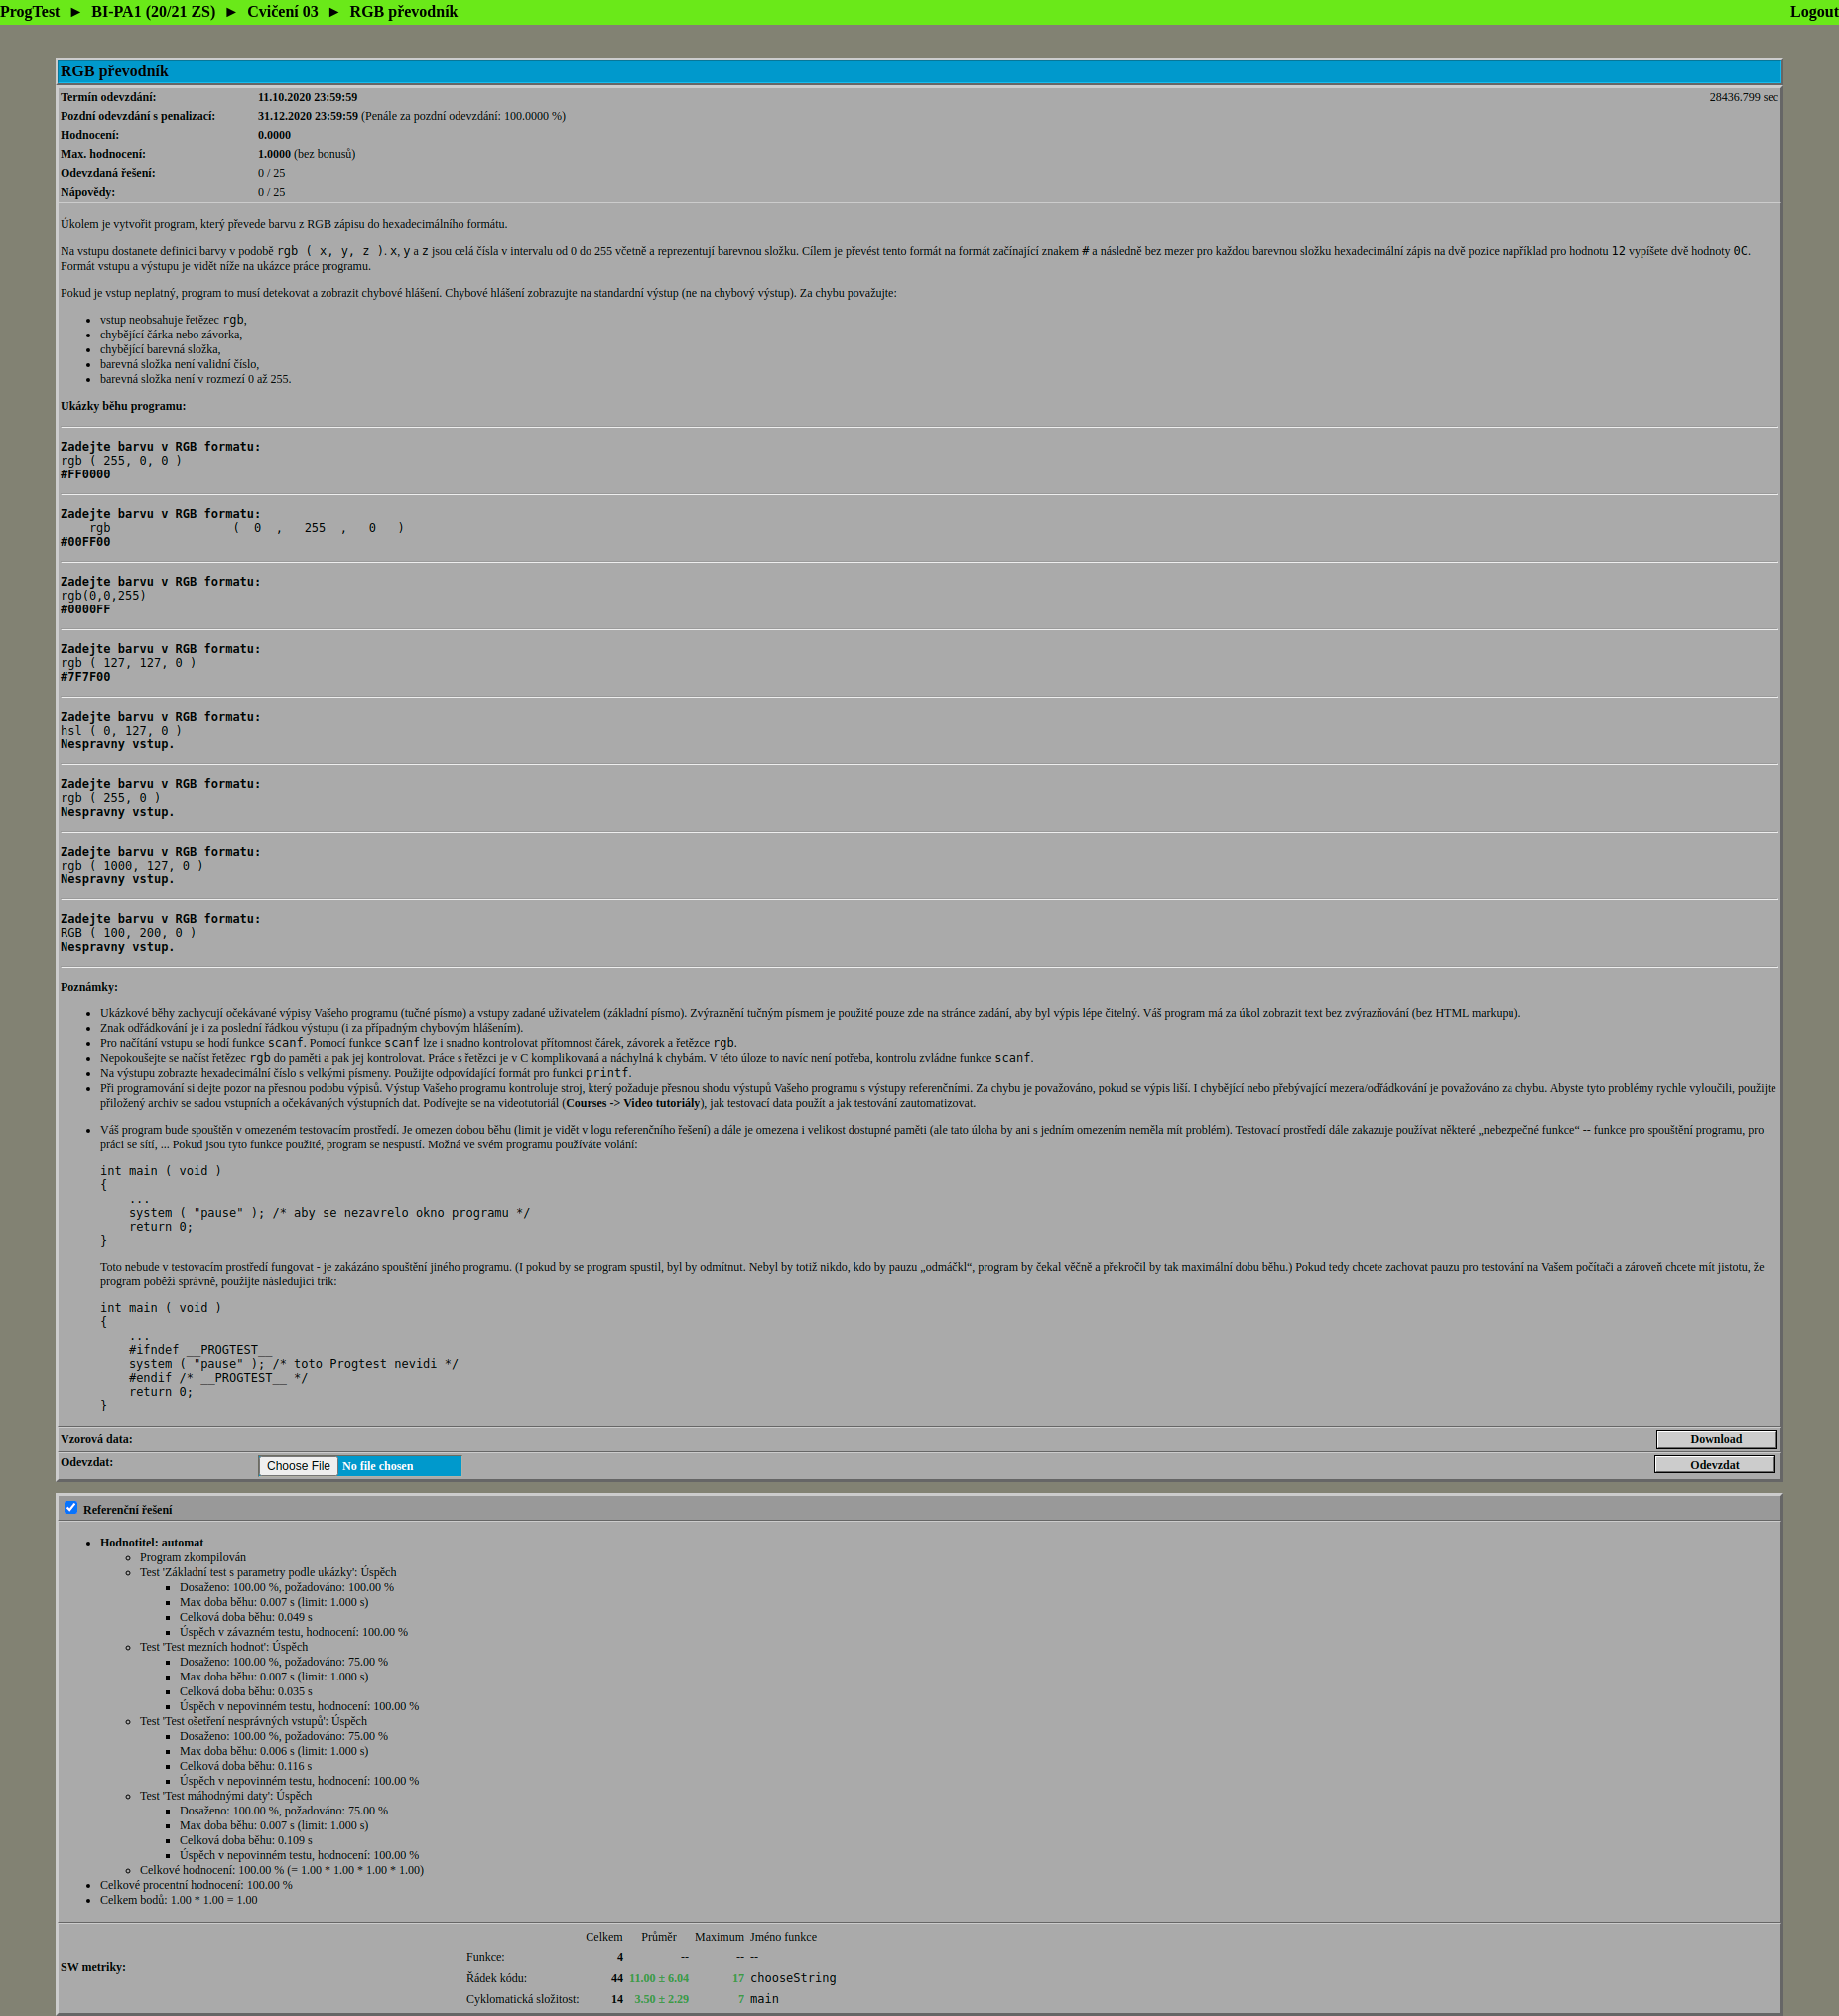 ProgTest ► BI-PA1 (20/21 ZS) ► Cvičení 03 ► RGB převodník Logout
RGB převodník
Termín odevzdání: 11.10.2020 23:59:59 28436.799 sec
Pozdní odevzdání s penalizací: 31.12.2020 23:59:59 (Penále za pozdní odevzdání: 100.0000 %)
Hodnocení: 0.0000
Max. hodnocení: 1.0000 (bez bonusů)
Odevzdaná řešení: 0 / 25
Nápovědy: 0 / 25
Úkolem je vytvořit program, který převede barvu z RGB zápisu do hexadecimálního formátu.
Na vstupu dostanete definici barvy v podobě rgb ( x, y, z ). x, y a z jsou celá čísla v intervalu od 0 do 255 včetně a reprezentují barevnou složku. Cílem je převést tento formát na formát začínající znakem # a následně bez mezer pro každou barevnou složku hexadecimální zápis na dvě pozice například pro hodnotu 12 vypíšete dvě hodnoty 0C.
Formát vstupu a výstupu je vidět níže na ukázce práce programu.
Pokud je vstup neplatný, program to musí detekovat a zobrazit chybové hlášení. Chybové hlášení zobrazujte na standardní výstup (ne na chybový výstup). Za chybu považujte:
• vstup neobsahuje řetězec rgb,
• chybějící čárka nebo závorka,
• chybějící barevná složka,
• barevná složka není validní číslo,
• barevná složka není v rozmezí 0 až 255.
Ukázky běhu programu:
Zadejte barvu v RGB formatu:
rgb ( 255, 0, 0 )
#FF0000
Zadejte barvu v RGB formatu:
    rgb                 (  0  ,   255  ,   0   )
#00FF00
Zadejte barvu v RGB formatu:
rgb(0,0,255)
#0000FF
Zadejte barvu v RGB formatu:
rgb ( 127, 127, 0 )
#7F7F00
Zadejte barvu v RGB formatu:
hsl ( 0, 127, 0 )
Nespravny vstup.
Zadejte barvu v RGB formatu:
rgb ( 255, 0 )
Nespravny vstup.
Zadejte barvu v RGB formatu:
rgb ( 1000, 127, 0 )
Nespravny vstup.
Zadejte barvu v RGB formatu:
RGB ( 100, 200, 0 )
Nespravny vstup.
Poznámky:
• Ukázkové běhy zachycují očekávané výpisy Vašeho programu (tučné písmo) a vstupy zadané uživatelem (základní písmo). Zvýraznění tučným písmem je použité pouze zde na stránce zadání, aby byl výpis lépe čitelný. Váš program má za úkol zobrazit text bez zvýrazňování (bez HTML markupu).
• Znak odřádkování je i za poslední řádkou výstupu (i za případným chybovým hlášením).
• Pro načítání vstupu se hodí funkce scanf. Pomocí funkce scanf lze i snadno kontrolovat přítomnost čárek, závorek a řetězce rgb.
• Nepokoušejte se načíst řetězec rgb do paměti a pak jej kontrolovat. Práce s řetězci je v C komplikovaná a náchylná k chybám. V této úloze to navíc není potřeba, kontrolu zvládne funkce scanf.
• Na výstupu zobrazte hexadecimální číslo s velkými písmeny. Použijte odpovídající formát pro funkci printf.
• Při programování si dejte pozor na přesnou podobu výpisů. Výstup Vašeho programu kontroluje stroj, který požaduje přesnou shodu výstupů Vašeho programu s výstupy referenčními. Za chybu je považováno, pokud se výpis liší. I chybějící nebo přebývající mezera/odřádkování je považováno za chybu. Abyste tyto problémy rychle vyloučili, použijte
přiložený archiv se sadou vstupních a očekávaných výstupních dat. Podívejte se na videotutoriál (Courses -> Video tutoriály), jak testovací data použít a jak testování zautomatizovat.
• Váš program bude spouštěn v omezeném testovacím prostředí. Je omezen dobou běhu (limit je vidět v logu referenčního řešení) a dále je omezena i velikost dostupné paměti (ale tato úloha by ani s jedním omezením neměla mít problém). Testovací prostředí dále zakazuje používat některé „nebezpečné funkce“ -- funkce pro spouštění programu, pro
práci se sítí, ... Pokud jsou tyto funkce použité, program se nespustí. Možná ve svém programu používáte volání:
int main ( void )
{
    ...
    system ( "pause" ); /* aby se nezavrelo okno programu */
    return 0;
}
Toto nebude v testovacím prostředí fungovat - je zakázáno spouštění jiného programu. (I pokud by se program spustil, byl by odmítnut. Nebyl by totiž nikdo, kdo by pauzu „odmáčkl“, program by čekal věčně a překročil by tak maximální dobu běhu.) Pokud tedy chcete zachovat pauzu pro testování na Vašem počítači a zároveň chcete mít jistotu, že
program poběží správně, použijte následující trik:
int main ( void )
{
    ...
    #ifndef __PROGTEST__
    system ( "pause" ); /* toto Progtest nevidi */
    #endif /* __PROGTEST__ */
    return 0;
}
Vzorová data: Download
Odevzdat: Choose File No file chosen Odevzdat
Referenční řešení
• Hodnotitel: automat
◦ Program zkompilován
◦ Test 'Základní test s parametry podle ukázky': Úspěch
▪ Dosaženo: 100.00 %, požadováno: 100.00 %
▪ Max doba běhu: 0.007 s (limit: 1.000 s)
▪ Celková doba běhu: 0.049 s
▪ Úspěch v závazném testu, hodnocení: 100.00 %
◦ Test 'Test mezních hodnot': Úspěch
▪ Dosaženo: 100.00 %, požadováno: 75.00 %
▪ Max doba běhu: 0.007 s (limit: 1.000 s)
▪ Celková doba běhu: 0.035 s
▪ Úspěch v nepovinném testu, hodnocení: 100.00 %
◦ Test 'Test ošetření nesprávných vstupů': Úspěch
▪ Dosaženo: 100.00 %, požadováno: 75.00 %
▪ Max doba běhu: 0.006 s (limit: 1.000 s)
▪ Celková doba běhu: 0.116 s
▪ Úspěch v nepovinném testu, hodnocení: 100.00 %
◦ Test 'Test máhodnými daty': Úspěch
▪ Dosaženo: 100.00 %, požadováno: 75.00 %
▪ Max doba běhu: 0.007 s (limit: 1.000 s)
▪ Celková doba běhu: 0.109 s
▪ Úspěch v nepovinném testu, hodnocení: 100.00 %
◦ Celkové hodnocení: 100.00 % (= 1.00 * 1.00 * 1.00 * 1.00)
• Celkové procentní hodnocení: 100.00 %
• Celkem bodů: 1.00 * 1.00 = 1.00
Celkem Průměr Maximum Jméno funkce
SW metriky:
Funkce: 4 -- -- --
Řádek kódu: 44 11.00 ± 6.04 17 chooseString
Cyklomatická složitost: 14 3.50 ± 2.29 7 main